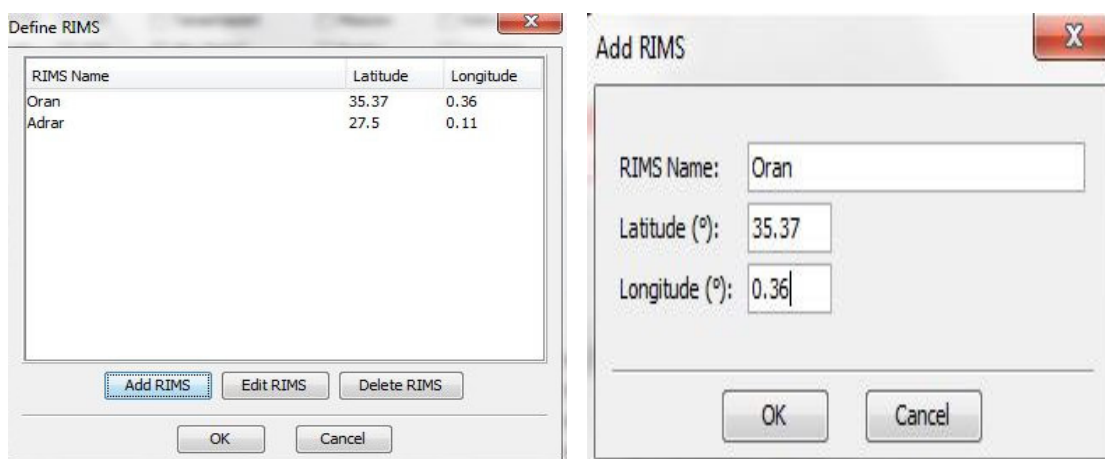 Define RIMS
RIMS Name Latitude Longitude
Oran 35.37 0.36
Adrar 27.5 0.11
Add RIMS Edit RIMS Delete RIMS
OK Cancel
Add RIMS
RIMS Name: Oran
Latitude (º): 35.37
Longitude (º): 0.36
OK Cancel